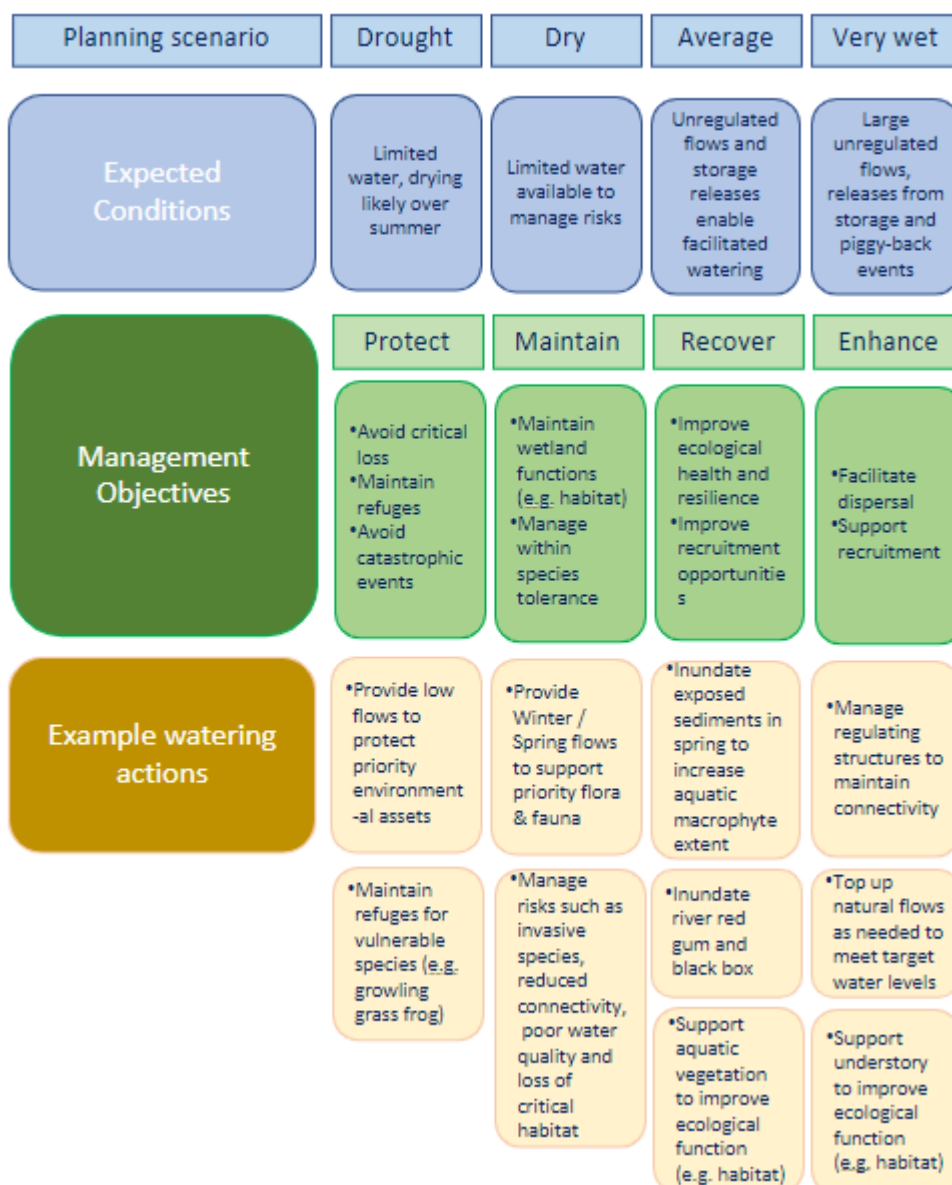 Planning scenario
Drought
Dry
Average
Very wet
Expected
Conditions
Limited
water, drying
likely over
summer
Limited water
available to
manage risks
Unregulated
flows and
storage
releases
enable
facilitated
watering
Large
unregulated
flows,
releases from
storage and
piggy-back
events
Management
Objectives
Protect
Maintain
Recover
Enhance
•Avoid critical
loss
•Maintain
refuges
•Avoid
catastrophic
events
•Maintain
wetland
functions
(e.g. habitat)
•Manage
within
species
tolerance
•Improve
ecological
health and
resilience
•Improve
recruitment
opportunitie
s
•Facilitate
dispersal
•Support
recruitment
Example watering
actions
•Provide low
flows to
protect
priority
environment
-al assets
•Provide
Winter /
Spring flows
to support
priority flora
& fauna
•Inundate
exposed
sediments in
spring to
increase
aquatic
macrophyte
extent
•Manage
regulating
structures to
maintain
connectivity
•Maintain
refuges for
vulnerable
species (e.g.
growling
grass frog)
•Manage
risks such as
invasive
species,
reduced
connectivity,
poor water
quality and
loss of
critical
habitat
•Inundate
river red
gum and
black box
•Top up
natural flows
as needed to
meet target
water levels
•Support
aquatic
vegetation
to improve
ecological
function
(e.g. habitat)
•Support
understory
to improve
ecological
function
(e.g, habitat)